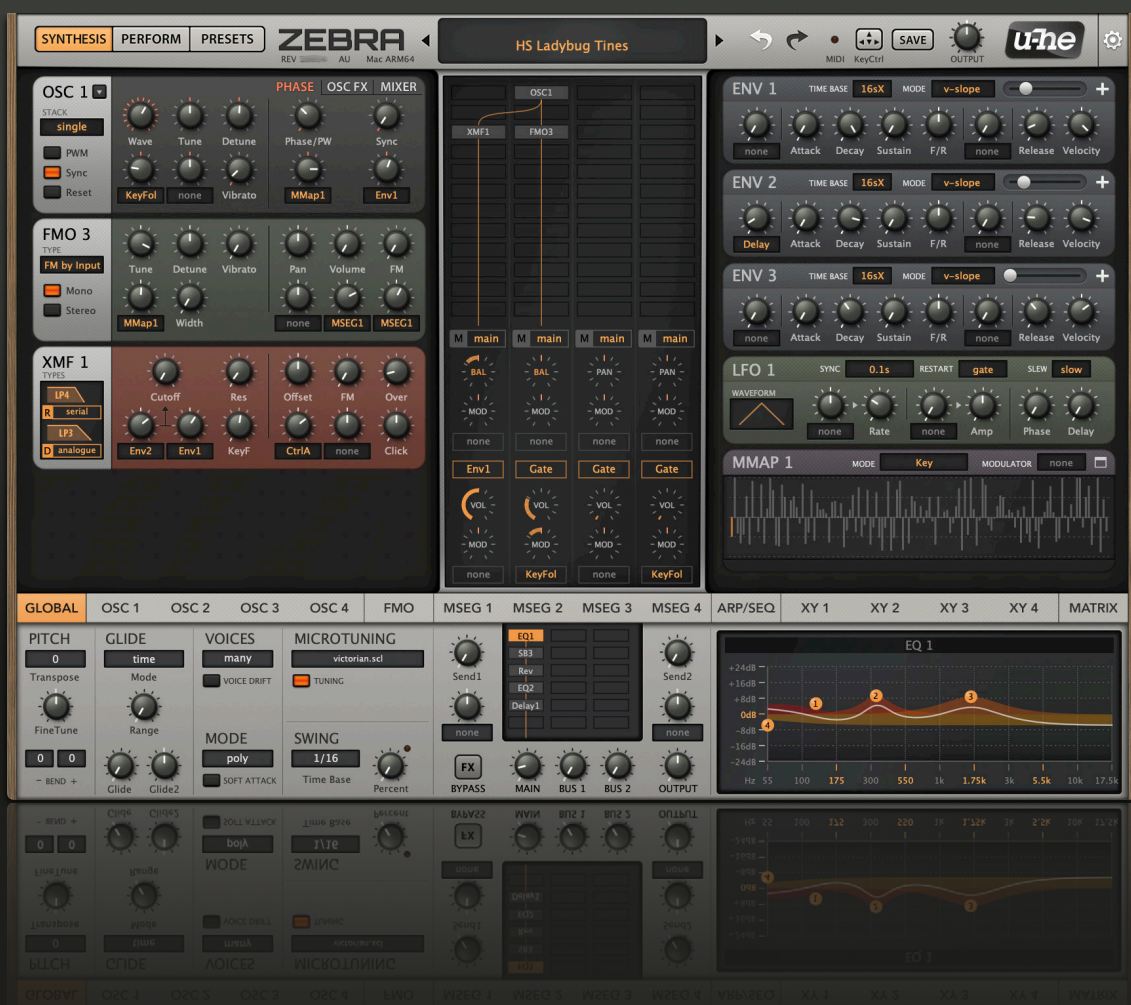 SYNTHESIS PERFORM PRESETS
ZEBRA
REV AU Mac ARM64
HS Ladybug Tines
MIDI KeyCtrl SAVE OUTPUT
u-he
OSC 1 PHASE OSC FX MIXER
STACK
single
PWM
Sync
Reset
Wave Tune Detune Phase/PW Sync
KeyFol none Vibrato MMap1 Env1
FMO 3
TYPE
FM by Input
Mono
Stereo
Tune Detune Vibrato Pan Volume FM
MMap1 Width none MSEG1 MSEG1
XMF 1
TYPES
LP4
R serial
LP3
D analogue
Cutoff Res Offset FM Over
Env2 Env1 KeyF CtrlA none Click
OSC1
XMF1 FMO3
M main M main M main M main
BAL BAL PAN PAN
MOD MOD MOD MOD
none none none none
Env1 Gate Gate Gate
VOL VOL VOL VOL
MOD MOD MOD MOD
none KeyFol none KeyFol
ENV 1 TIME BASE 16sX MODE v-slope +
none Attack Decay Sustain F/R none Release Velocity
ENV 2 TIME BASE 16sX MODE v-slope +
Delay Attack Decay Sustain F/R none Release Velocity
ENV 3 TIME BASE 16sX MODE v-slope +
none Attack Decay Sustain F/R none Release Velocity
LFO 1 SYNC 0.1s RESTART gate SLEW slow
WAVEFORM
none Rate none Amp Phase Delay
MMAP 1 MODE Key MODULATOR none
GLOBAL OSC 1 OSC 2 OSC 3 OSC 4 FMO MSEG 1 MSEG 2 MSEG 3 MSEG 4 ARP/SEQ XY 1 XY 2 XY 3 XY 4 MATRIX
PITCH
0
Transpose
FineTune
0 0
- BEND +
GLIDE
time
Mode
Range
Glide Glide2
VOICES
many
VOICE DRIFT
MODE
poly
SOFT ATTACK
MICROTUNING
victorian.scl
TUNING
SWING
1/16
Time Base
Percent
Send1
none
FX
BYPASS
EQ1
SB3
Rev
EQ2
Delay1
MAIN BUS 1 BUS 2
Send2
none
OUTPUT
EQ 1
+24dB
+16dB
+8dB
0dB
-8dB
-16dB
-24dB
1 2 3 4
Hz 55 100 175 300 550 1k 1.75k 3k 5.5k 10k 17.5k